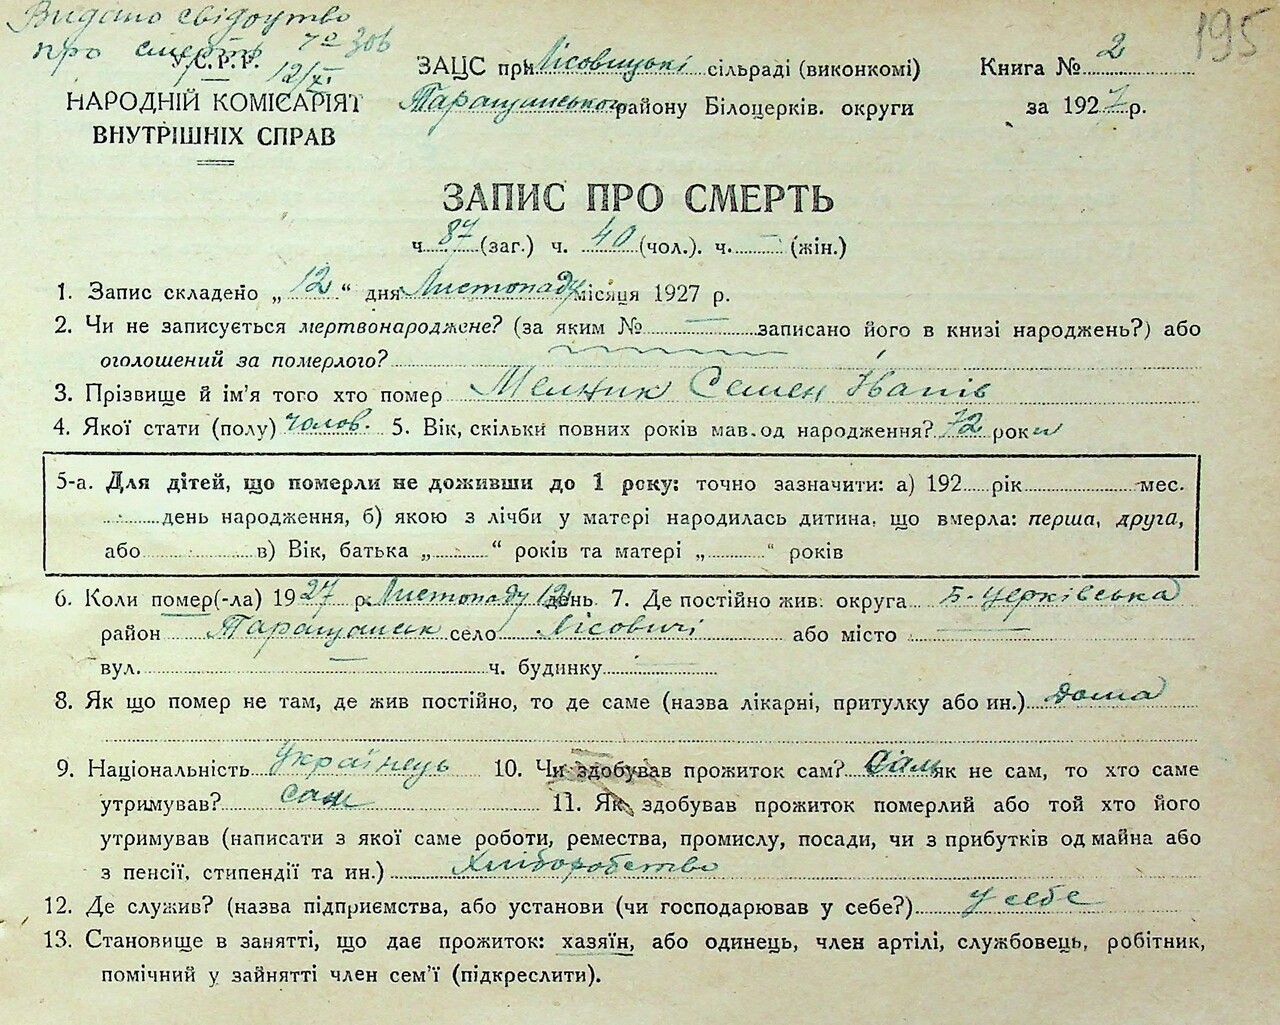 Видано свідоцтво
про смерть № 306
12/XI
195
У.С.Р.Р.
НАРОДНІЙ КОМІСАРІЯТ
ВНУТРІШНІХ СПРАВ
ЗАЦС при Лісовицькі сільраді (виконкомі)
Таращанського району Білоцерків. округи
Книга № 2
за 1927 р.
ЗАПИС ПРО СМЕРТЬ
ч. 87 (заг.) ч. 40 (чол.). ч. — (жін.)
1. Запис складено „ 12 “ дня Листопаду місяця 1927 р.
2. Чи не записується мертвонароджене? (за яким № — записано його в книзі народжень?) або
оголошений за померлого?
3. Прізвище й ім'я того хто помер Мелник Семен Іванів
4. Якої стати (полу) чолов. 5. Вік, скільки повних років мав. од народження? 72 роки
5-а. Для дітей, що померли не доживши до 1 року: точно зазначити: а) 192 рік мес.
день народження, б) якою з лічби у матері народилась дитина, що вмерла: перша, друга,
або в) Вік, батька „ “ років та матері „ “ років
6. Коли помер(-ла) 1927 р. Листопаду 12 день. 7. Де постійно жив. округа Б-Церківська
район Таращанськ село Лісовичі або місто —
вул. — ч. будинку —
8. Як що помер не там, де жив постійно, то де саме (назва лікарні, притулку або ин.) дома
9. Національність Українець 10. Чи здобував прожиток сам? Сам як не сам, то хто саме
утримував? сам 11. Як здобував прожиток померлий або той хто його
утримував (написати з якої саме роботи, ремества, промислу, посади, чи з прибутків од майна або
з пенсії, стипендії та ин.) Хліборобство
12. Де служив? (назва підприємства, або установи (чи господарював у себе?) у себе
13. Становище в занятті, що дає прожиток: хазяїн, або одинець, член артілі, службовець, робітник,
помічний у зайнятті член сем'ї (підкреслити).